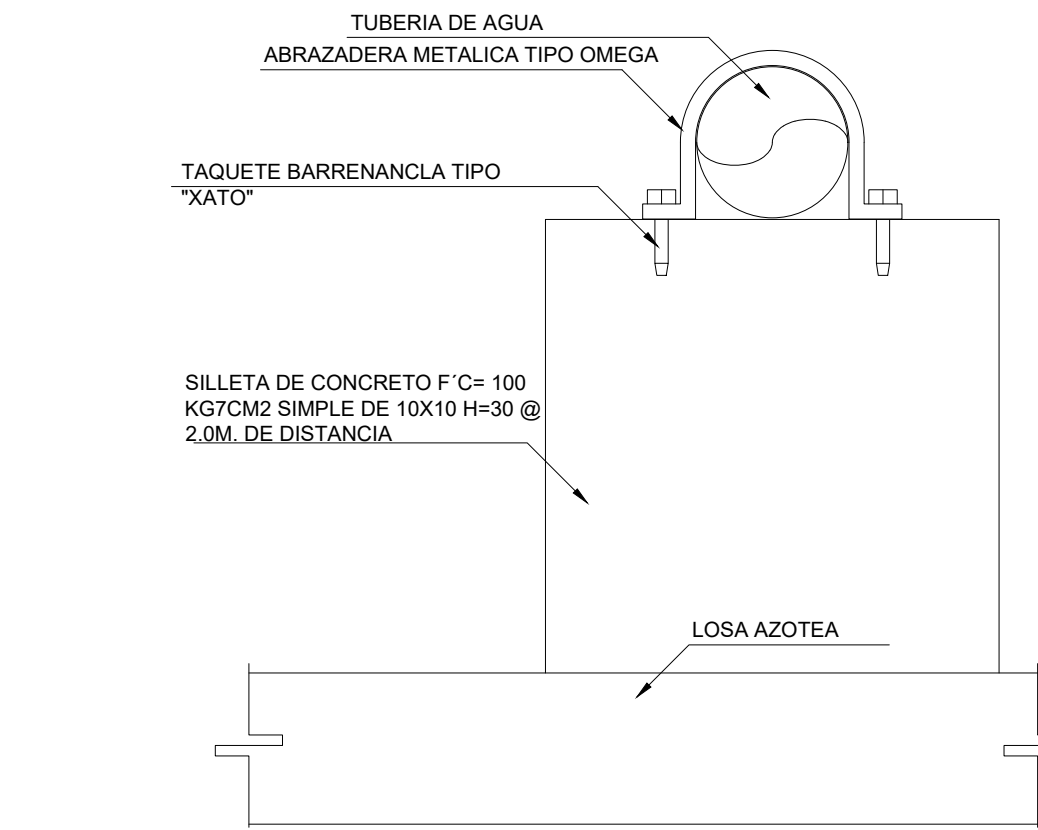 TUBERIA DE AGUA
ABRAZADERA METALICA TIPO OMEGA
TAQUETE BARRENANCLA TIPO
"XATO"
SILLETA DE CONCRETO F´C= 100
KG7CM2 SIMPLE DE 10X10 H=30 @
2.0M. DE DISTANCIA
LOSA AZOTEA